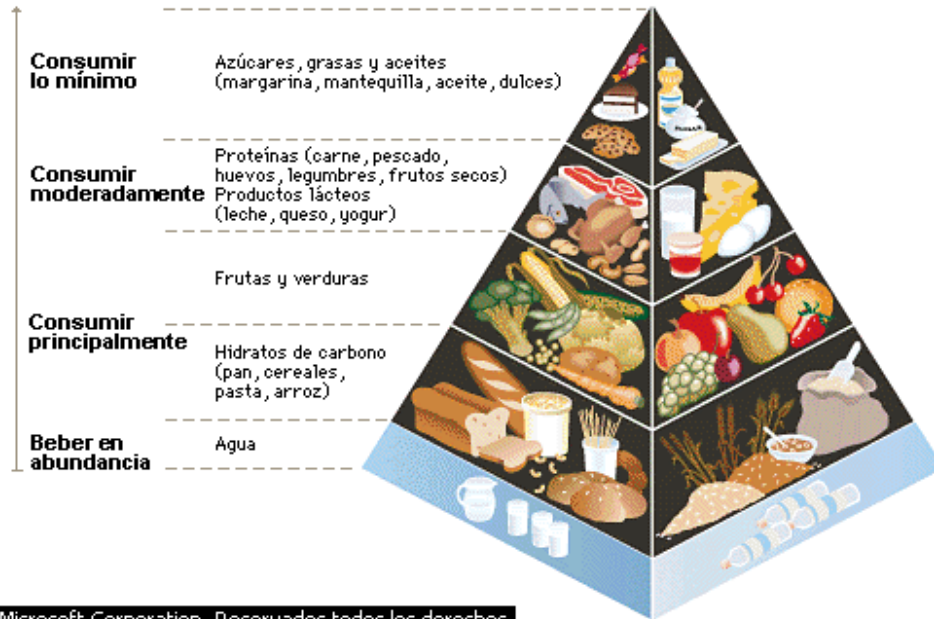 Consumir
lo mínimo
Azúcares, grasas y aceites
(margarina, mantequilla, aceite, dulces)
Consumir
moderadamente
Proteínas (carne, pescado,
huevos, legumbres, frutos secos)
Productos lácteos
(leche, queso, yogur)
Frutas y verduras
Consumir
principalmente
Hidratos de carbono
(pan, cereales,
pasta, arroz)
Beber en
abundancia
Agua
Microsoft Corporation. Reservados todos los derechos.